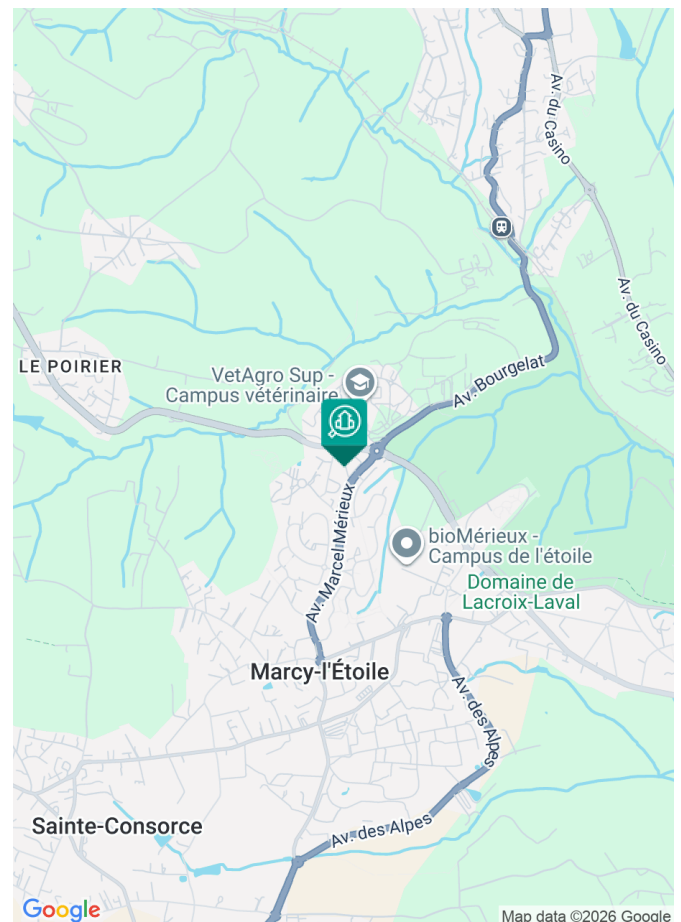 Av. du Casino
Av. du Casino
LE POIRIER
VetAgro Sup -
Campus vétérinaire
Av. Bourgelat
Av. Marcel Mérieux
bioMérieux -
Campus de l'étoile
Domaine de
Lacroix-Laval
Marcy-l'Étoile
Av. des Alpes
Sainte-Consorce
Av. des Alpes
Google
Map data ©2026 Google